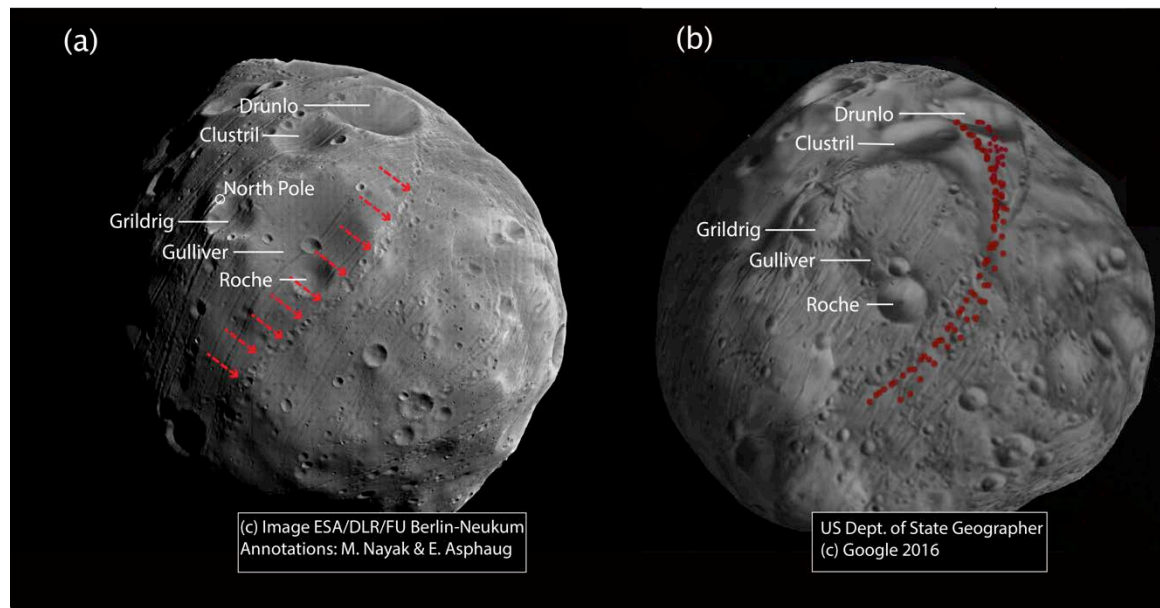 (a)
Drunlo
Clustril
North Pole
Grildrig
Gulliver
Roche
(c) Image ESA/DLR/FU Berlin-Neukum
Annotations: M. Nayak & E. Asphaug
(b)
Drunlo
Clustril
Grildrig
Gulliver
Roche
US Dept. of State Geographer
(c) Google 2016